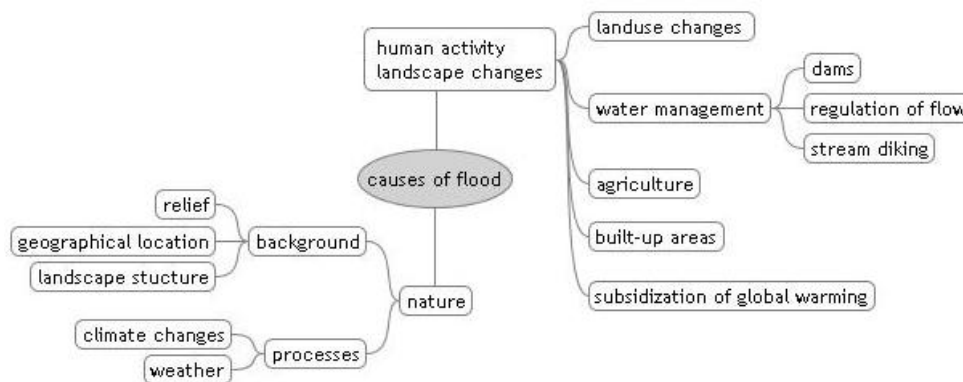 human activity
landscape changes
landuse changes
water management
dams
regulation of flow
stream diking
agriculture
built-up areas
subsidization of global warming
causes of flood
nature
background
relief
geographical location
landscape stucture
processes
climate changes
weather